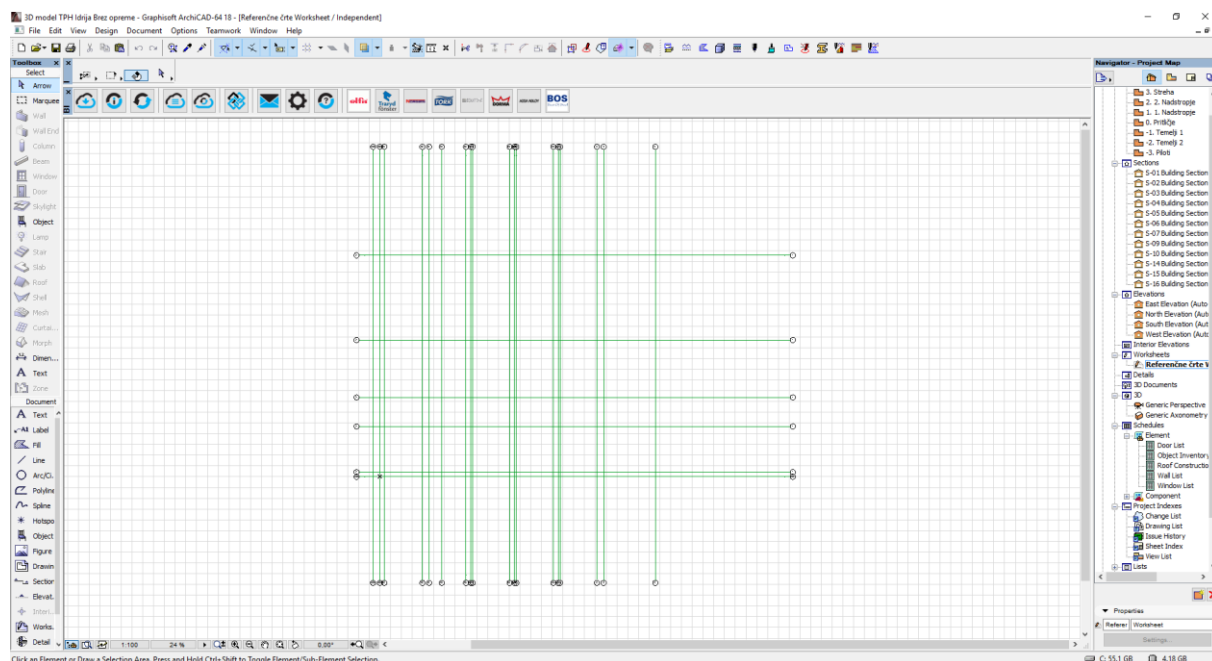 3D model TPH Idrija Brez opreme - Graphisoft ArchiCAD-64 18 - [Referenčne črte Worksheet / Independent]
File Edit View Design Document Options Teamwork Window Help
Toolbox
Select
Arrow
Marquee
Wall
Wall End
Column
Beam
Window
Door
Skylight
Object
Lamp
Stair
Slab
Roof
Shell
Mesh
Curtai...
Morph
Dimen...
Text
Zone
Document
Text
Label
Fill
Line
Arc/Ci...
Polyline
Spline
Hotspo
Object
Figure
Drawin
Section
Elevat.
Interi...
Works.
Detail
BOS
1:100
24 %
0.00°
Click an Element or Draw a Selection Area. Press and Hold Ctrl+Shift to Toggle Element/Sub-Element Selection.
Navigator - Project Map
3. Streha
2. 2. Nadstropje
1. 1. Nadstropje
0. Pritličje
-1. Temelji 1
-2. Temelji 2
-3. Piloti
Sections
S-01 Building Section
S-02 Building Section
S-03 Building Section
S-04 Building Section
S-05 Building Section
S-06 Building Section
S-07 Building Section
S-09 Building Section
S-10 Building Section
S-14 Building Section
S-15 Building Section
S-16 Building Section
Elevations
East Elevation (Auto
North Elevation (Aut
South Elevation (Aut
West Elevation (Aut
Interior Elevations
Worksheets
Referenčne črte W
Details
3D Documents
3D
Generic Perspective
Generic Axonometry
Schedules
Element
Door List
Object Inventory
Roof Constructio
Wall List
Window List
Component
Project Indexes
Change List
Drawing List
Issue History
Sheet Index
View List
Lists
Properties
Referer Worksheet
Settings...
C: 55.1 GB 4.18 GB